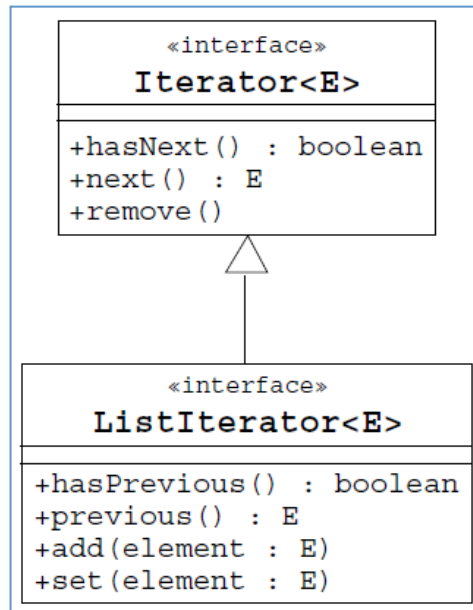 «interface»
Iterator<E>
+hasNext() : boolean
+next() : E
+remove()
«interface»
ListIterator<E>
+hasPrevious() : boolean
+previous() : E
+add(element : E)
+set(element : E)